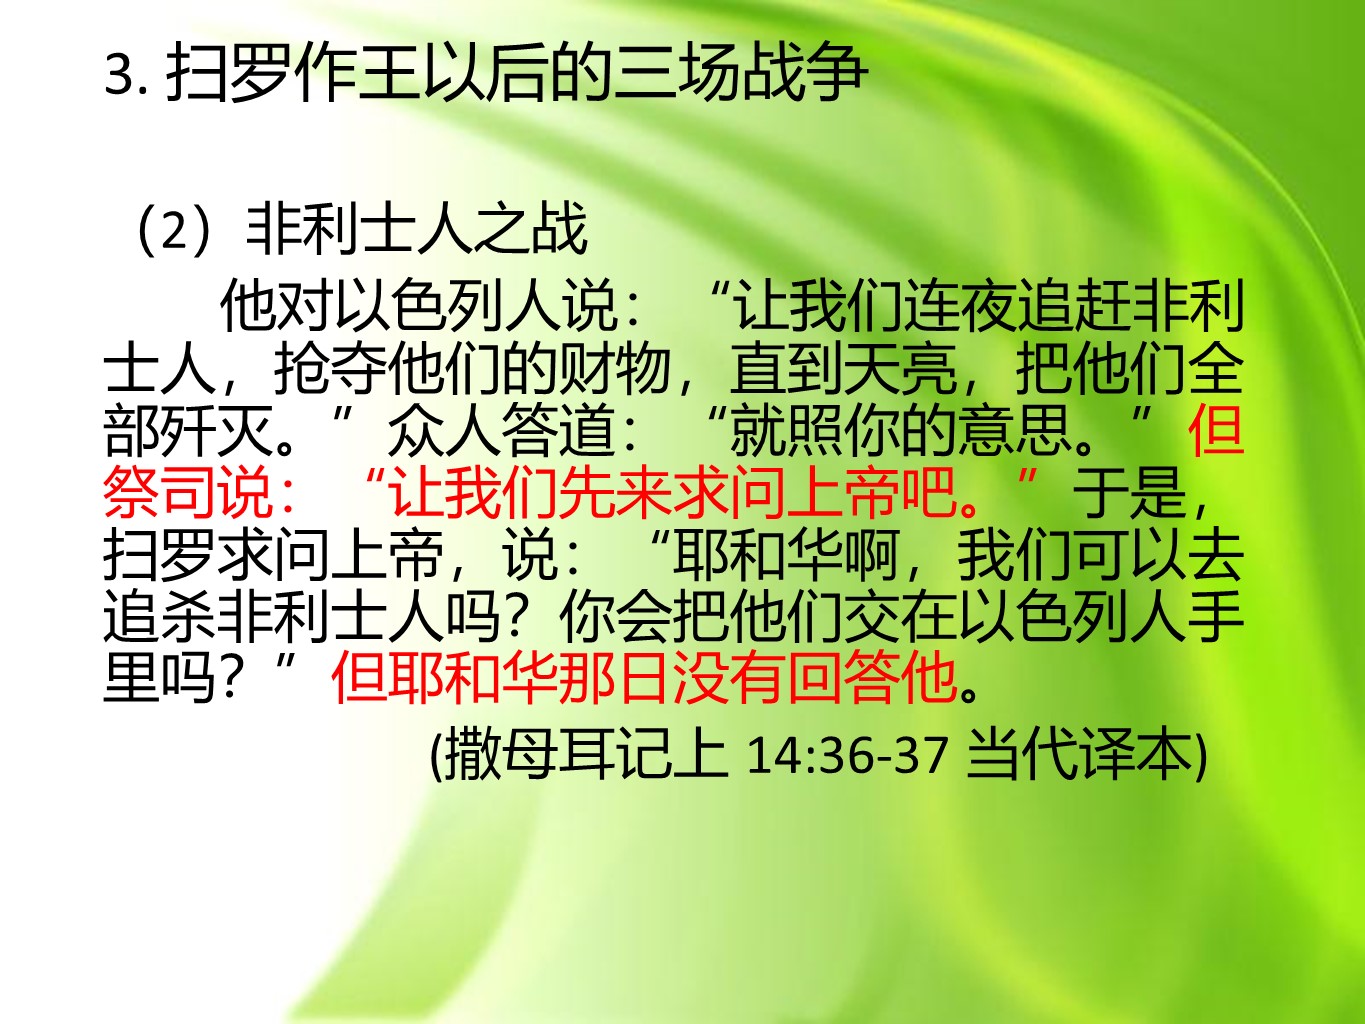 3. 扫罗作王以后的三场战争
（2）非利士人之战
他对以色列人说：“让我们连夜追赶非利
士人，抢夺他们的财物，直到天亮，把他们全
部歼灭。”众人答道：“就照你的意思。”但
祭司说：“让我们先来求问上帝吧。”于是，
扫罗求问上帝，说：“耶和华啊，我们可以去
追杀非利士人吗？你会把他们交在以色列人手
里吗？”但耶和华那日没有回答他。
(撒母耳记上 14:36-37 当代译本)